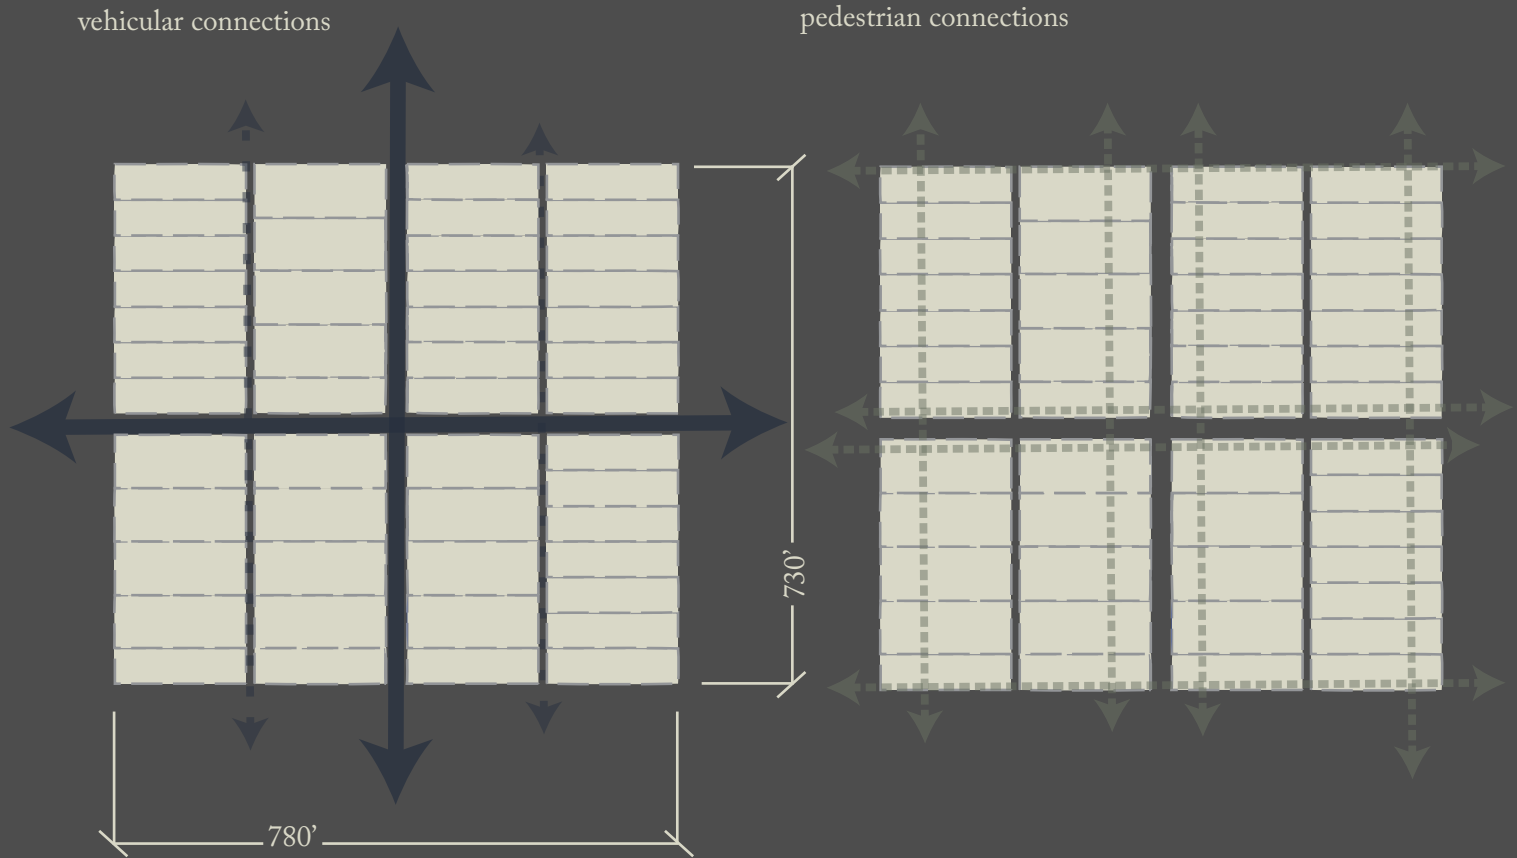 vehicular connections
pedestrian connections
730’
780’